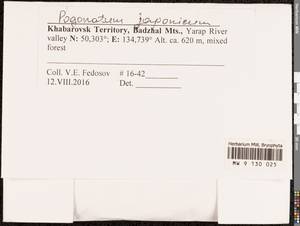 Pogonatum japonicum
Khabarovsk Territory, Badzhal Mts., Yarap River
valley N: 50,303°; E: 134,739° Alt. ca. 620 m, mixed
forest
Coll. V.E. Fedosov # 16-42
12.VIII.2016 Det.
Herbarium MW, Bryophyta
MW 9 130 025